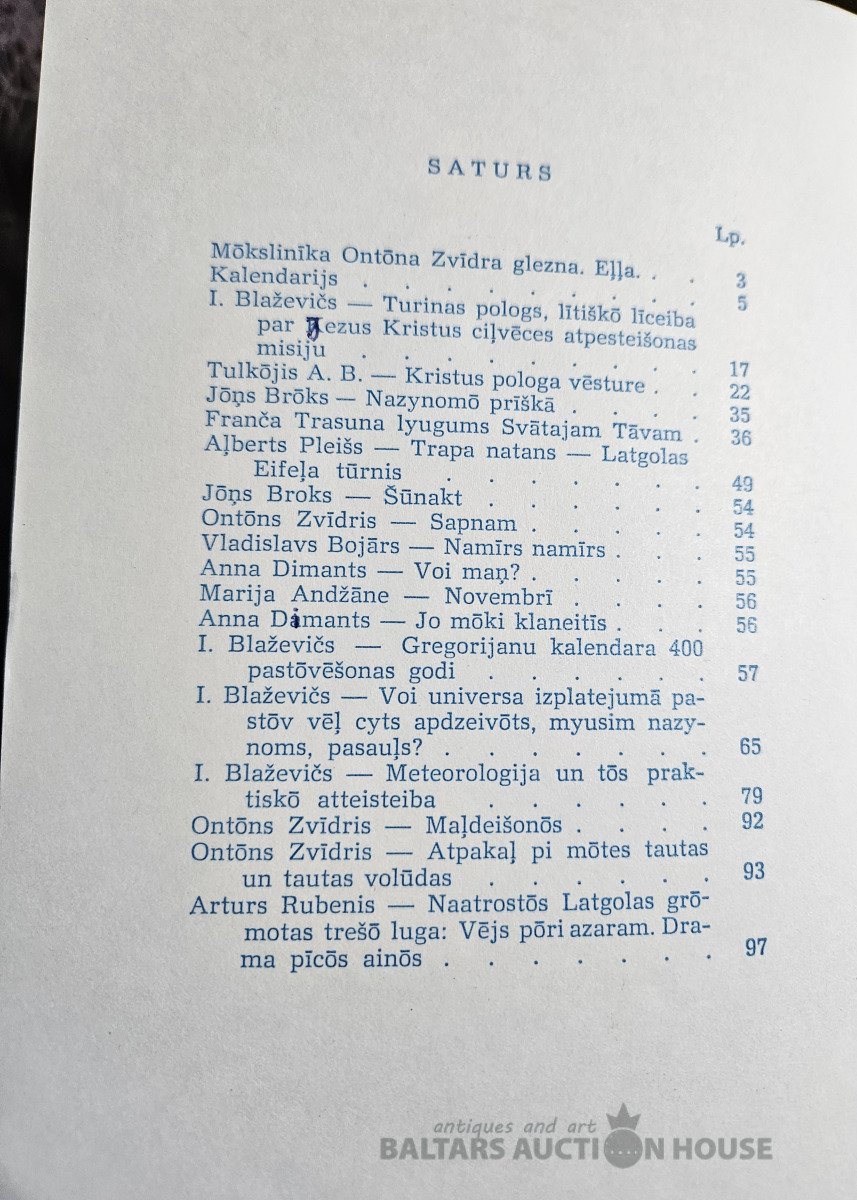 SATURS
Lp.
Mōkslinīka Ontōna Zvīdra glezna. Eļļa. . . 3
Kalendarijs . . . . . . . . 5
I. Blaževičs — Turinas pologs, lītiškō līceiba
par Jezus Kristus ciļvēces atpesteišonas
misiju . . . . . . . . 17
Tulkōjis A. B. — Kristus pologa vēsture . . 22
Jōņs Brōks — Nazynomō prīškā . . . . 35
Franča Trasuna lyugums Svātajam Tāvam . 36
Aļberts Pleišs — Trapa natans — Latgolas
Eifeļa tūrnis . . . . . . . 49
Jōņs Broks — Šūnakt . . . . . . 54
Ontōns Zvīdris — Sapnam . . . . . 54
Vladislavs Bojārs — Namīrs namīrs . . . 55
Anna Dimants — Voi maņ? . . . . . 55
Marija Andžāne — Novembrī . . . . 56
Anna Dimants — Jo mōki klaneitīs . . . 56
I. Blaževičs — Gregorijanu kalendara 400
pastōvēšonas godi . . . . . . 57
I. Blaževičs — Voi universa izplatejumā pa-
stōv vēļ cyts apdzeivōts, myusim nazy-
noms, pasauļs? . . . . . . . 65
I. Blaževičs — Meteorologija un tōs prak-
tiskō atteisteiba . . . . . . 79
Ontōns Zvīdris — Maļdeišonōs . . . . 92
Ontōns Zvīdris — Atpakaļ pi mōtes tautas
un tautas volūdas . . . . . . 93
Arturs Rubenis — Naatrostōs Latgolas grō-
motas trešō luga: Vējs pōri azaram. Dra-
ma pīcōs ainōs . . . . . . . 97
antiques and art
BALTARS AUCTION HOUSE